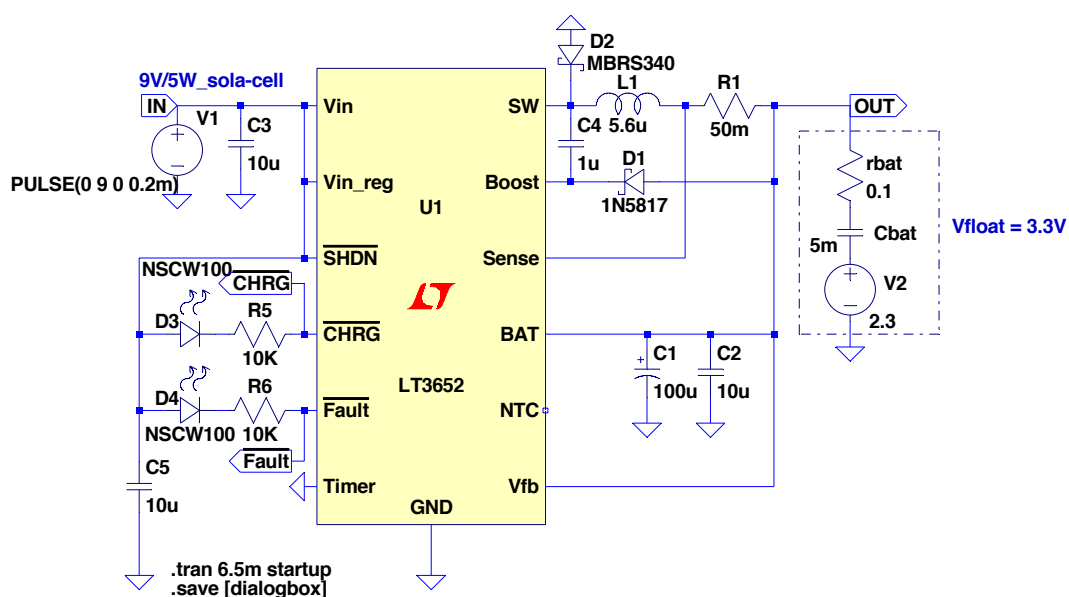 D2
MBRS340
9V/5W_sola-cell
IN
V1
C3
10u
PULSE(0 9 0 0.2m)
Vin
SW
L1
5.6u
R1
50m
OUT
C4
1u
D1
1N5817
Vin_reg
Boost
U1
rbat
0.1
Cbat
5m
Vfloat = 3.3V
V2
2.3
SHDN
Sense
NSCW100
CHRG
D3
R5
10K
CHRG
BAT
C1
100u
C2
10u
LT3652
D4
NSCW100
R6
10K
Fault
NTC
Fault
C5
10u
Timer
Vfb
GND
.tran 6.5m startup
.save [dialogbox]